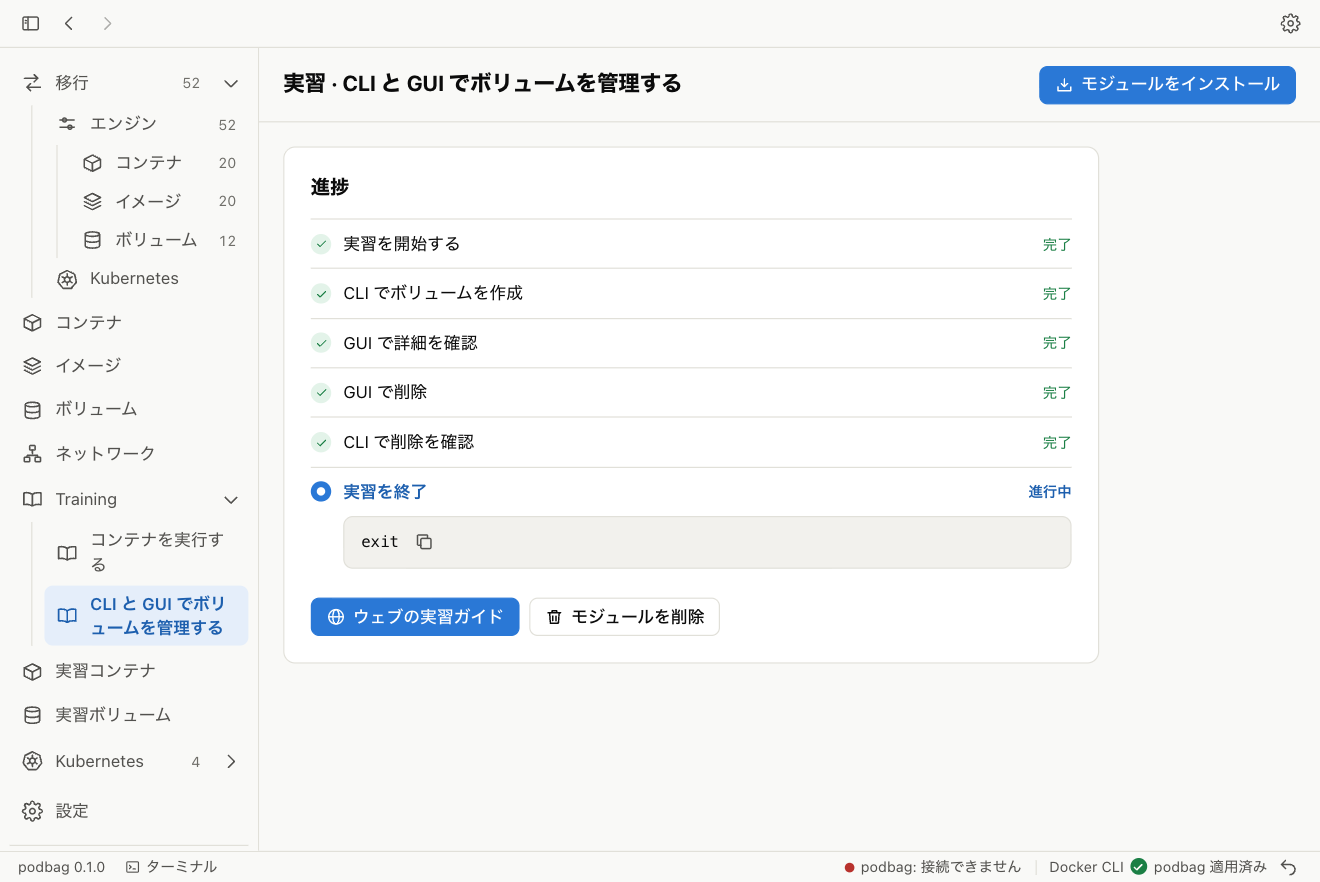 移行 52
エンジン 52
コンテナ 20
イメージ 20
ボリューム 12
Kubernetes
コンテナ
イメージ
ボリューム
ネットワーク
Training
コンテナを実行す
る
CLI と GUI でボリ
ュームを管理する
実習コンテナ
実習ボリューム
Kubernetes 4
設定
実習 · CLI と GUI でボリュームを管理する
モジュールをインストール
進捗
実習を開始する 完了
CLI でボリュームを作成 完了
GUI で詳細を確認 完了
GUI で削除 完了
CLI で削除を確認 完了
実習を終了 進行中
exit
ウェブの実習ガイド モジュールを削除
podbag 0.1.0 ターミナル podbag: 接続できません Docker CLI podbag 適用済み